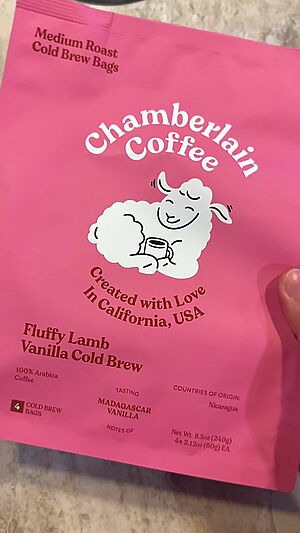 Medium Roast
Cold Brew Bags
Chamberlain
Coffee
Created with Love
In California, USA
Fluffy Lamb
Vanilla Cold Brew
100% Arabica
Coffee
4 COLD BREW
BAGS
TASTING
MADAGASCAR
VANILLA
NOTES OF
COUNTRIES OF ORIGIN:
Nicaragua
Net Wt. 8.5oz (240g)
4x 2.12oz (60g) EA